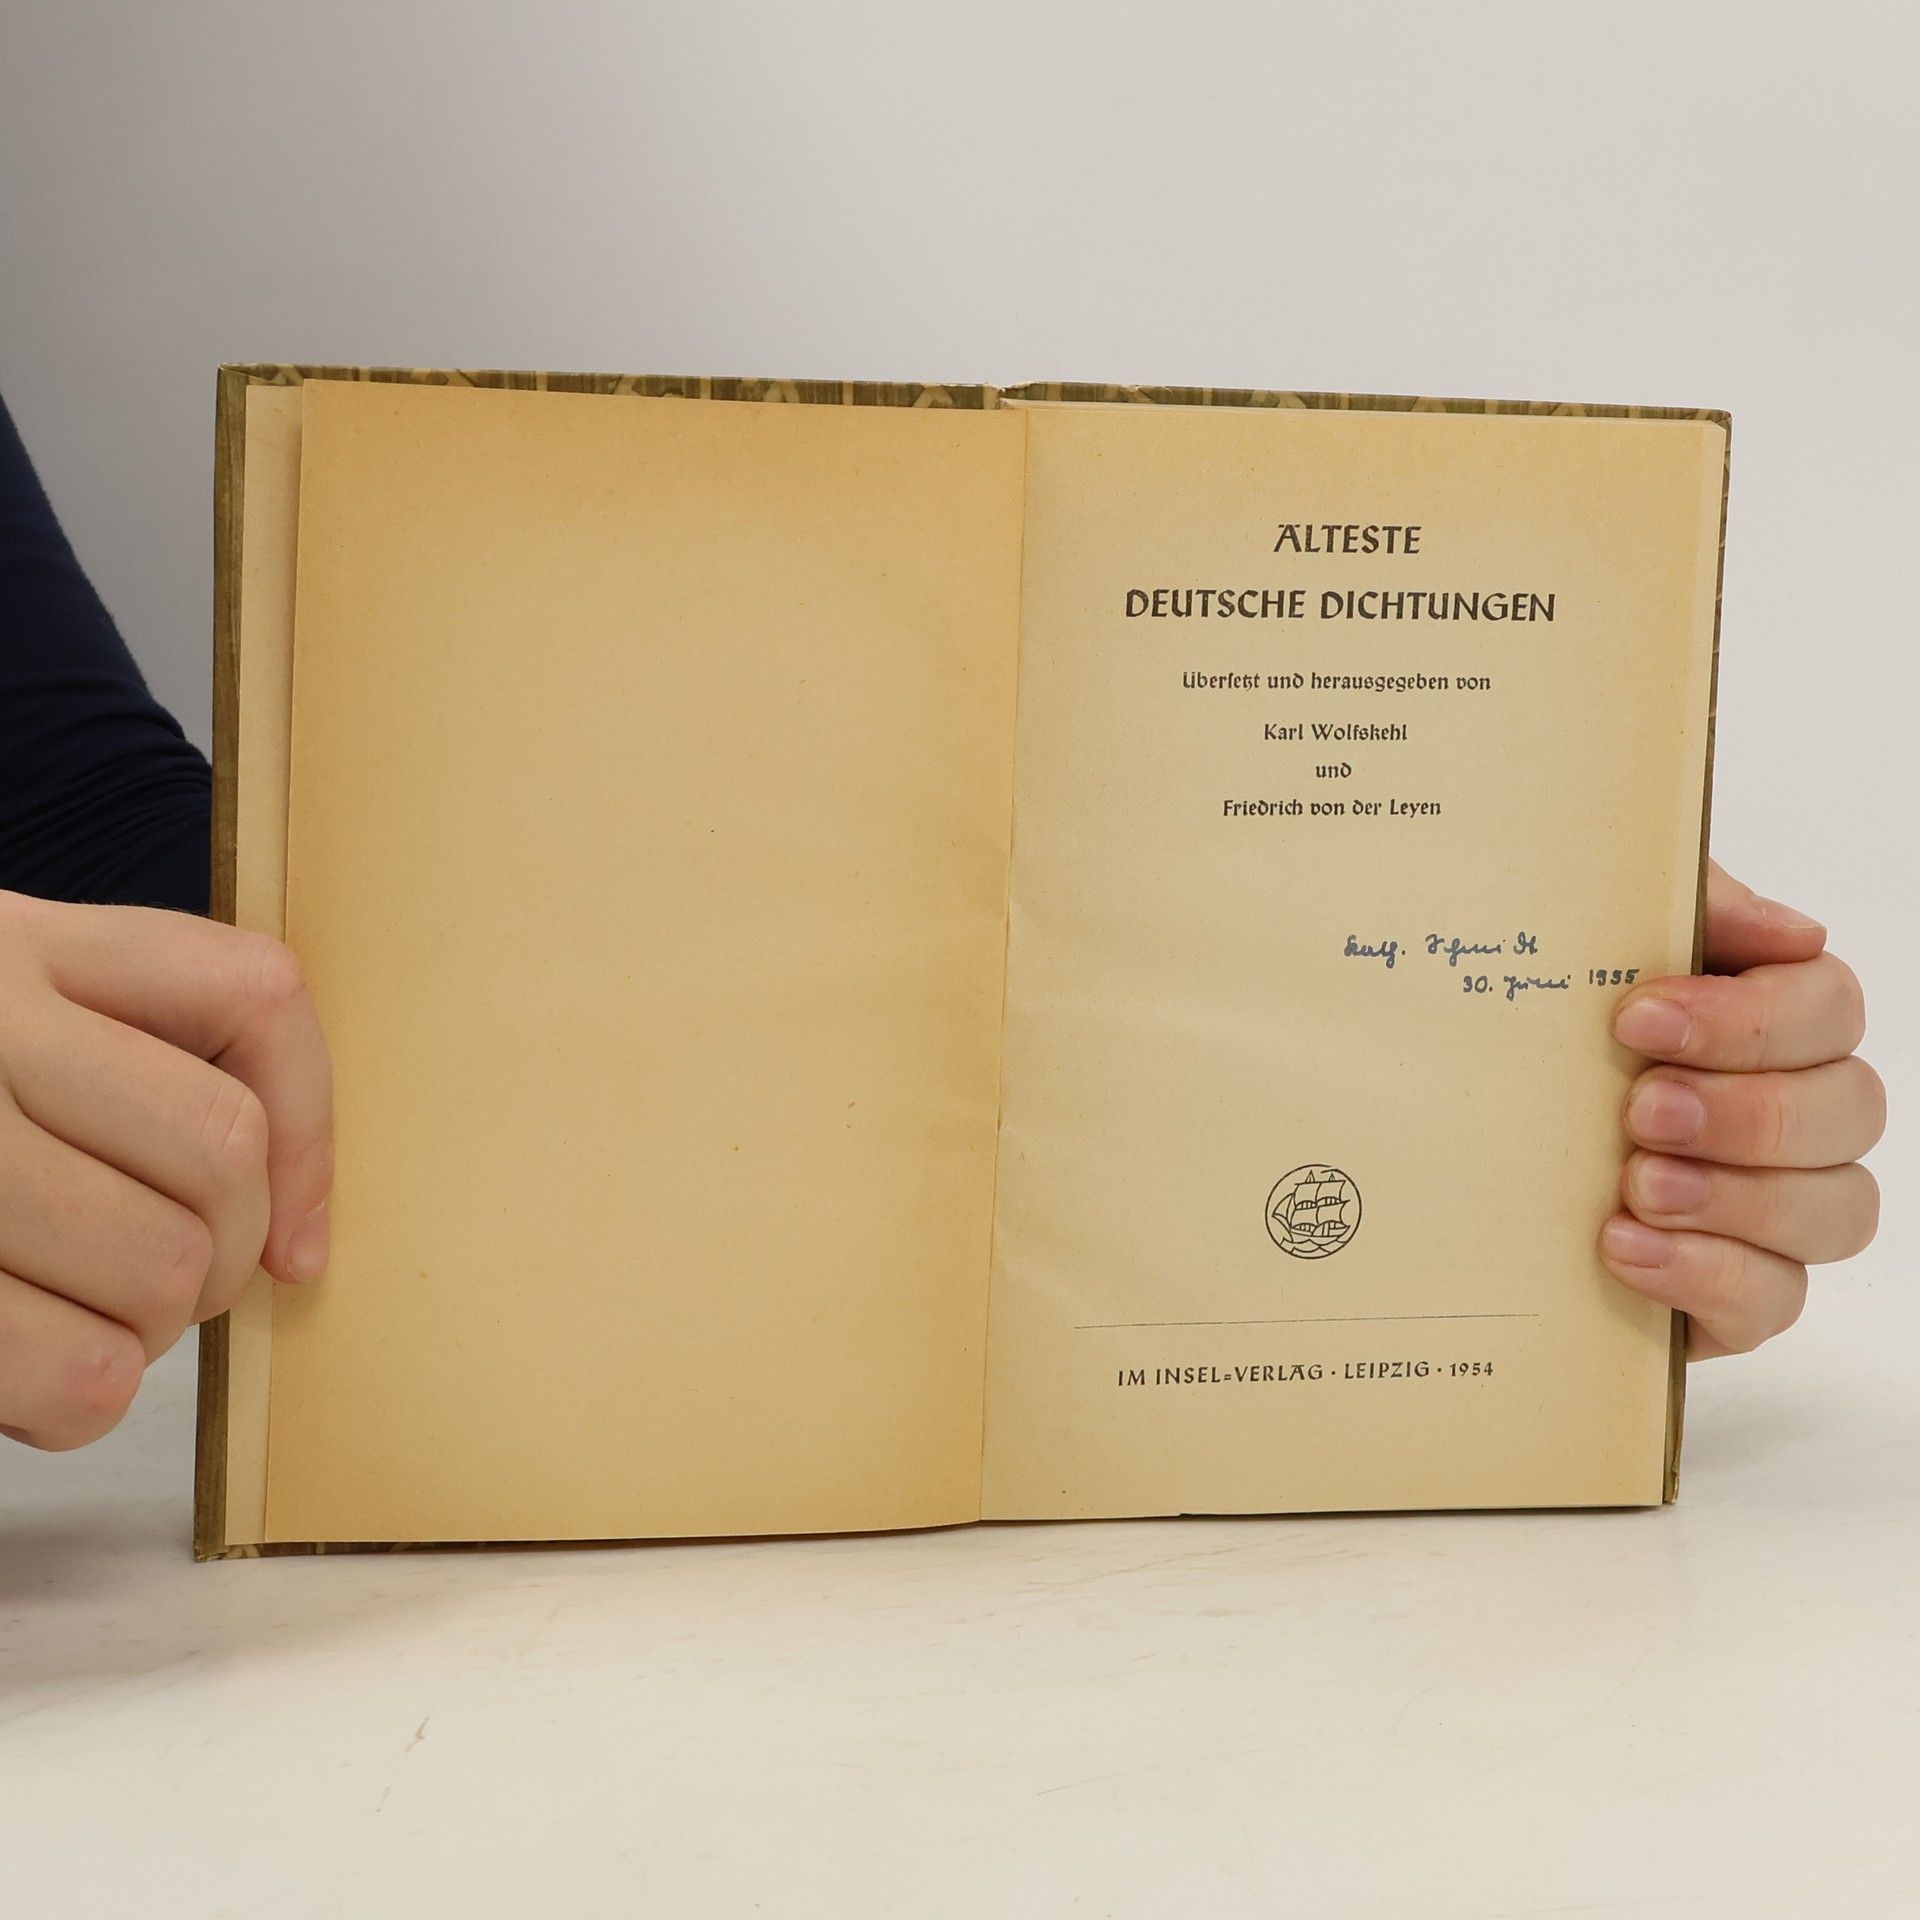 ÄLTESTE
DEUTSCHE DICHTUNGEN
Übersetzt und herausgegeben von
Karl Wolfskehl
und
Friedrich von der Leyen
Kath. Schmidt
30. Juni 1955
IM INSEL=VERLAG · LEIPZIG · 1954